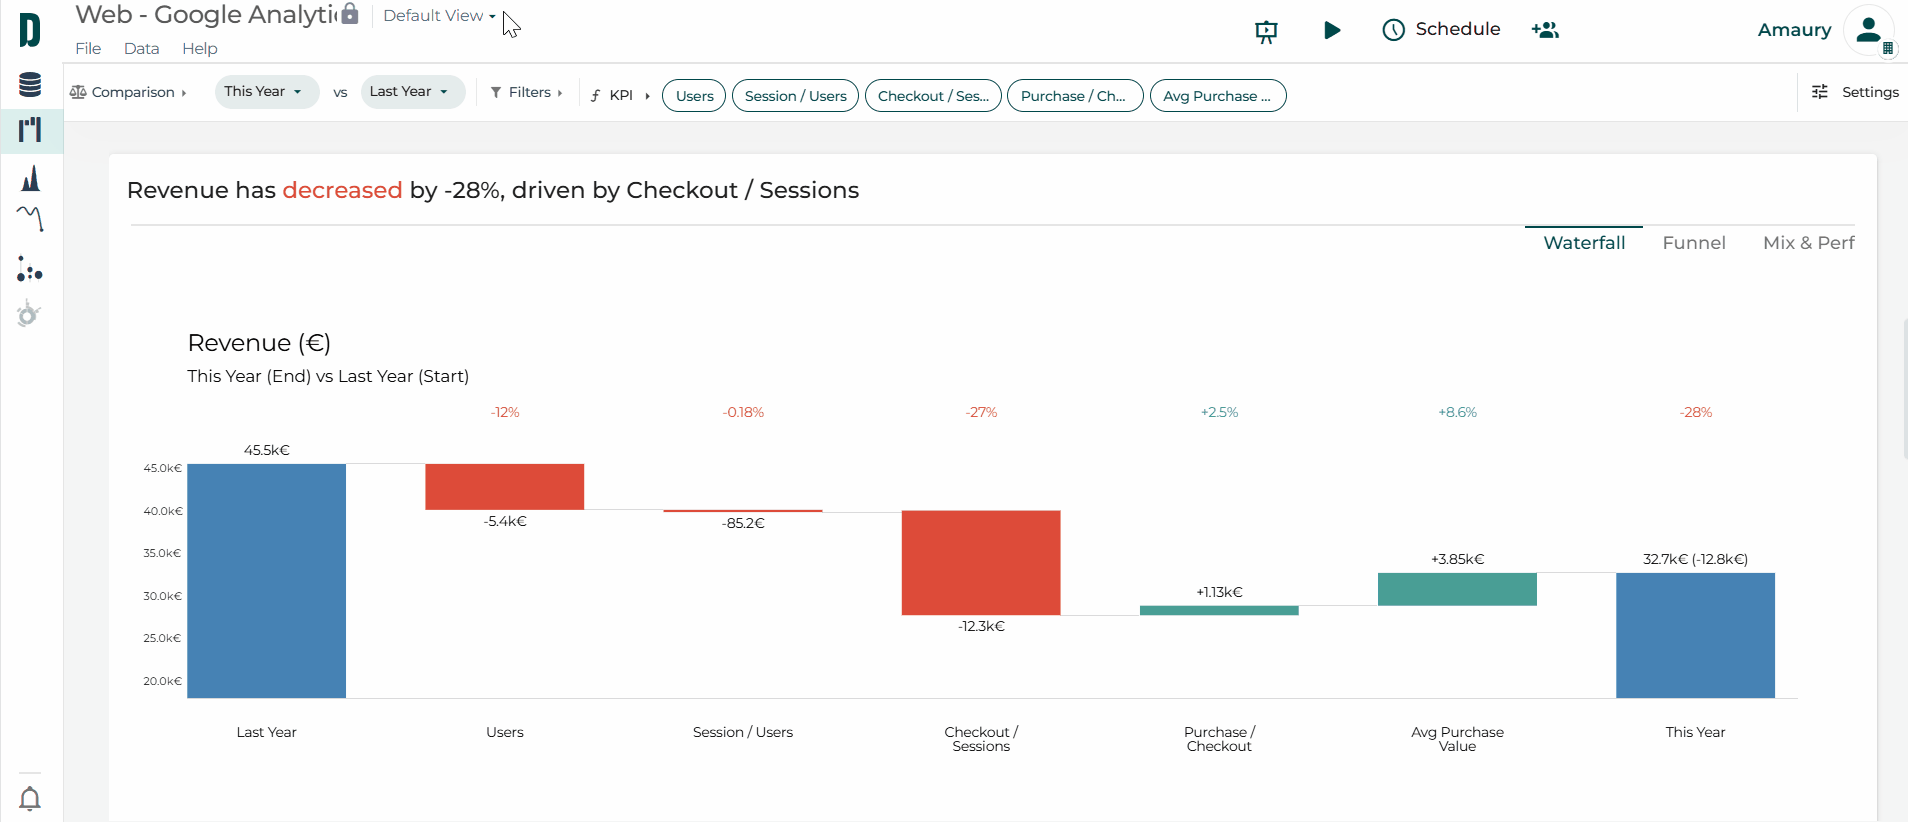 Web - Google Analytic
Default View
File Data Help
Schedule
Amaury
Comparison
This Year
vs
Last Year
Filters
KPI
Users
Session / Users
Checkout / Ses...
Purchase / Ch...
Avg Purchase ...
Settings
Revenue has decreased by -28%, driven by Checkout / Sessions
Waterfall Funnel Mix & Perf
Revenue (€)
This Year (End) vs Last Year (Start)
-12% -0.18% -27% +2.5% +8.6% -28%
45.5k€
45.0k€
40.0k€
-5.4k€
-85.2€
35.0k€
+3.85k€
32.7k€ (-12.8k€)
30.0k€
+1.13k€
-12.3k€
25.0k€
20.0k€
Last Year
Users
Session / Users
Checkout /
Sessions
Purchase /
Checkout
Avg Purchase
Value
This Year